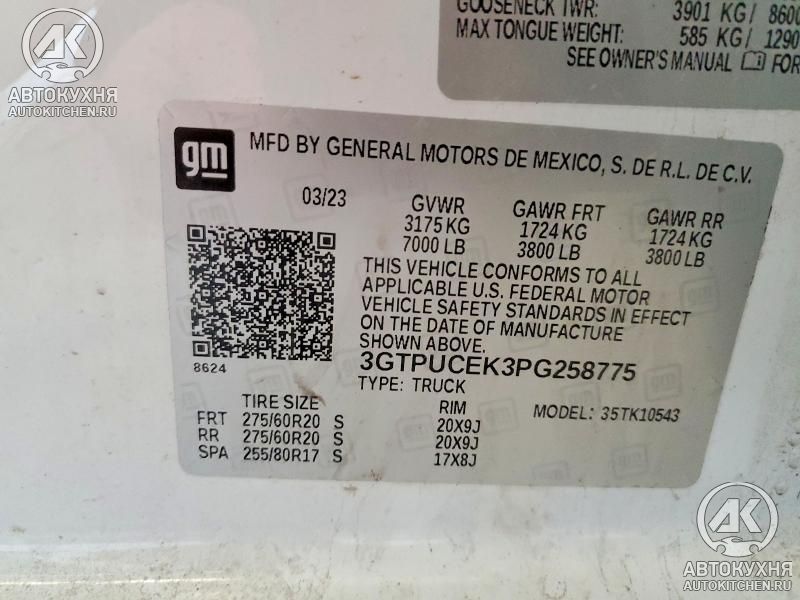 GOOSENECK TWR: 3901 KG/ 8600
MAX TONGUE WEIGHT: 585 KG/ 1290
SEE OWNER'S MANUAL FOR
AK
АВТОКУХНЯ
AUTOKITCHEN.RU
gm
MFD BY GENERAL MOTORS DE MEXICO, S. DE R.L. DE C.V.
03/23
GVWR GAWR FRT GAWR RR
3175 KG 1724 KG 1724 KG
7000 LB 3800 LB 3800 LB
THIS VEHICLE CONFORMS TO ALL
APPLICABLE U.S. FEDERAL MOTOR
VEHICLE SAFETY STANDARDS IN EFFECT
ON THE DATE OF MANUFACTURE
SHOWN ABOVE.
8624
3GTPUCEK3PG258775
TYPE: TRUCK
MODEL: 35TK10543
TIRE SIZE RIM
FRT 275/60R20 S 20X9J
RR 275/60R20 S 20X9J
SPA 255/80R17 S 17X8J
AK
АВТОКУХНЯ
AUTOKITCHEN.RU